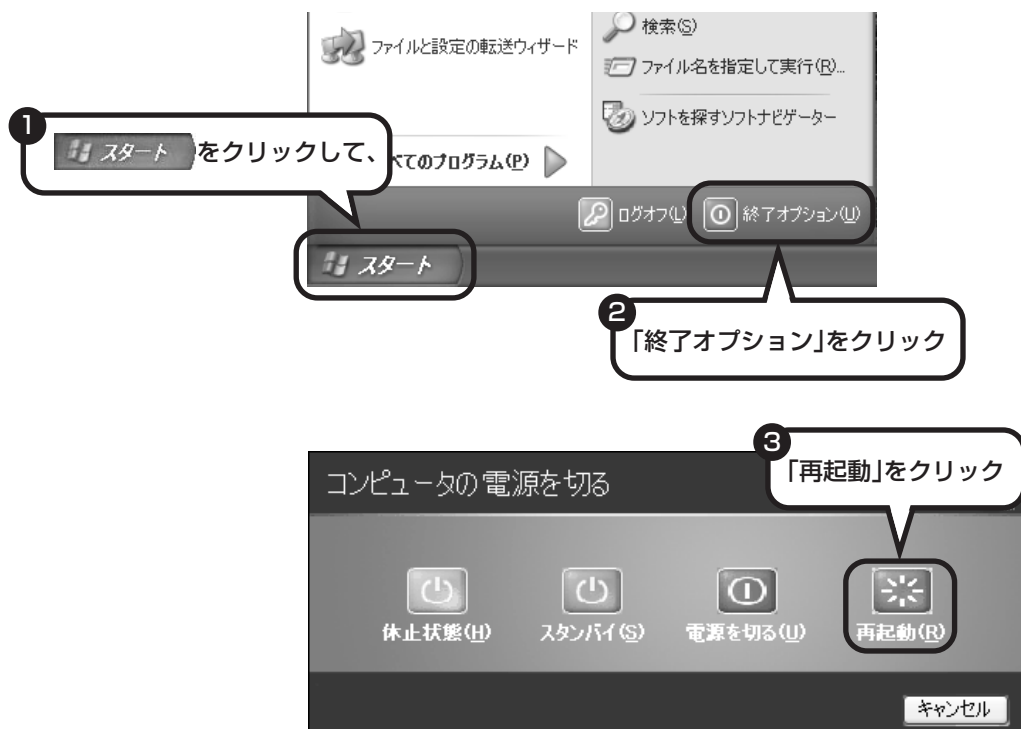 検索(S)
ファイルと設定の転送ウィザード
ファイル名を指定して実行(R)...
ソフトを探すソフトナビゲーター
1
スタート をクリックして、
べてのプログラム(P)
ログオフ(L)
終了オプション(U)
スタート
2
「終了オプション」をクリック
3
「再起動」をクリック
コンピュータの電源を切る
休止状態(H)
スタンバイ(S)
電源を切る(U)
再起動(R)
キャンセル